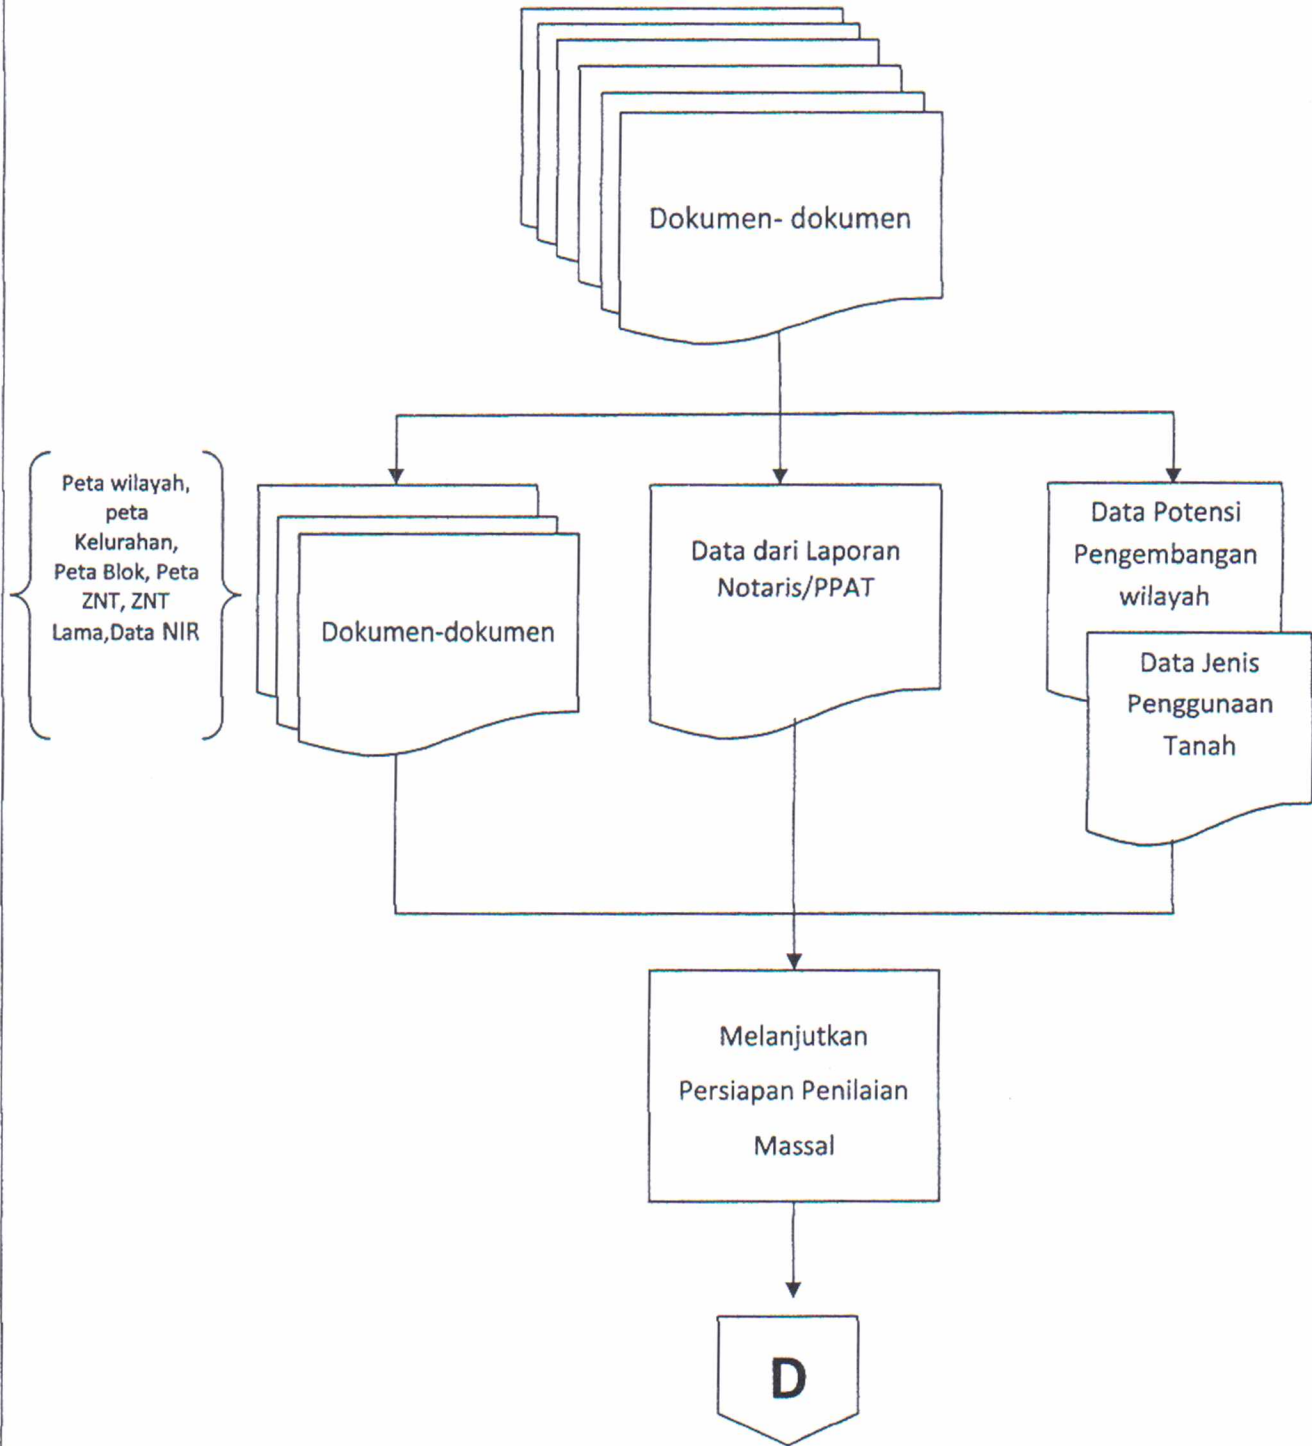 Dokumen- dokumen
Peta wilayah,
peta
Kelurahan,
Peta Blok, Peta
ZNT, ZNT
Lama,Data NIR
Dokumen-dokumen
Data dari Laporan
Notaris/PPAT
Data Potensi
Pengembangan
wilayah
Data Jenis
Penggunaan
Tanah
Melanjutkan
Persiapan Penilaian
Massal
D